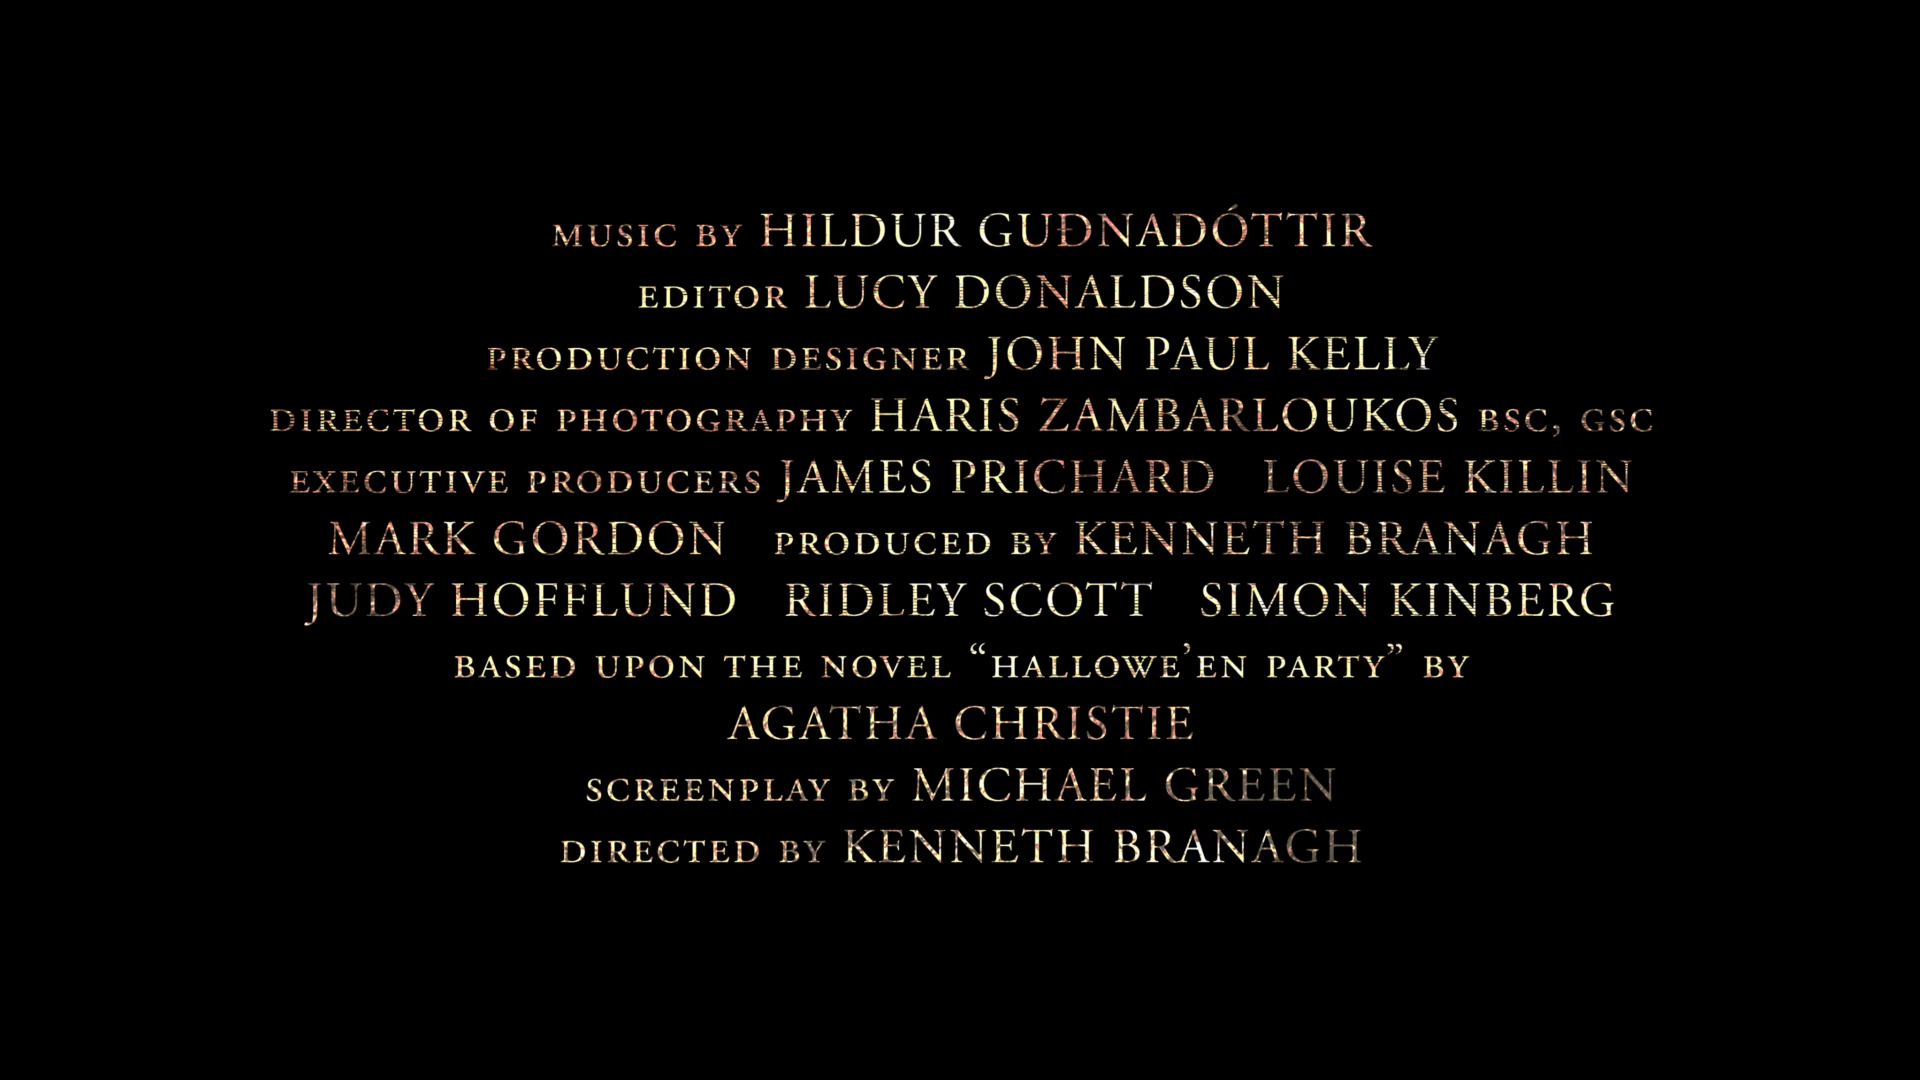 MUSIC BY HILDUR GUÐNADÓTTIR
EDITOR LUCY DONALDSON
PRODUCTION DESIGNER JOHN PAUL KELLY
DIRECTOR OF PHOTOGRAPHY HARIS ZAMBARLOUKOS BSC, GSC
EXECUTIVE PRODUCERS JAMES PRICHARD LOUISE KILLIN
MARK GORDON PRODUCED BY KENNETH BRANAGH
JUDY HOFFLUND RIDLEY SCOTT SIMON KINBERG
BASED UPON THE NOVEL “HALLOWE’EN PARTY” BY
AGATHA CHRISTIE
SCREENPLAY BY MICHAEL GREEN
DIRECTED BY KENNETH BRANAGH